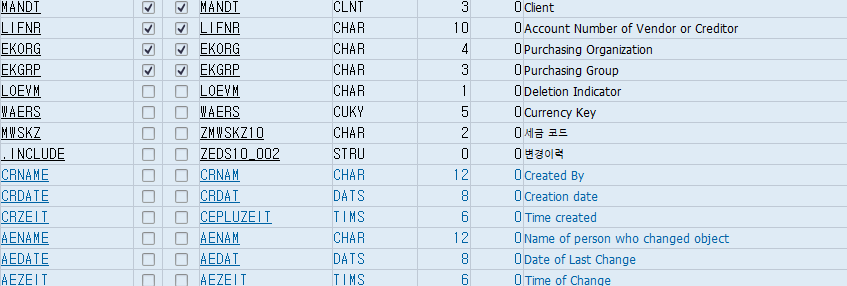 MANDT MANDT CLNT 3 0 Client
LIFNR LIFNR CHAR 10 0 Account Number of Vendor or Creditor
EKORG EKORG CHAR 4 0 Purchasing Organization
EKGRP EKGRP CHAR 3 0 Purchasing Group
LOEVM LOEVM CHAR 1 0 Deletion Indicator
WAERS WAERS CUKY 5 0 Currency Key
MWSKZ ZMWSKZ10 CHAR 2 0 세금 코드
.INCLUDE ZEDS10_002 STRU 0 0 변경이력
CRNAME CRNAM CHAR 12 0 Created By
CRDATE CRDAT DATS 8 0 Creation date
CRZEIT CEPLUZEIT TIMS 6 0 Time created
AENAME AENAM CHAR 12 0 Name of person who changed object
AEDATE AEDAT DATS 8 0 Date of Last Change
AEZEIT AEZEIT TIMS 6 0 Time of Change